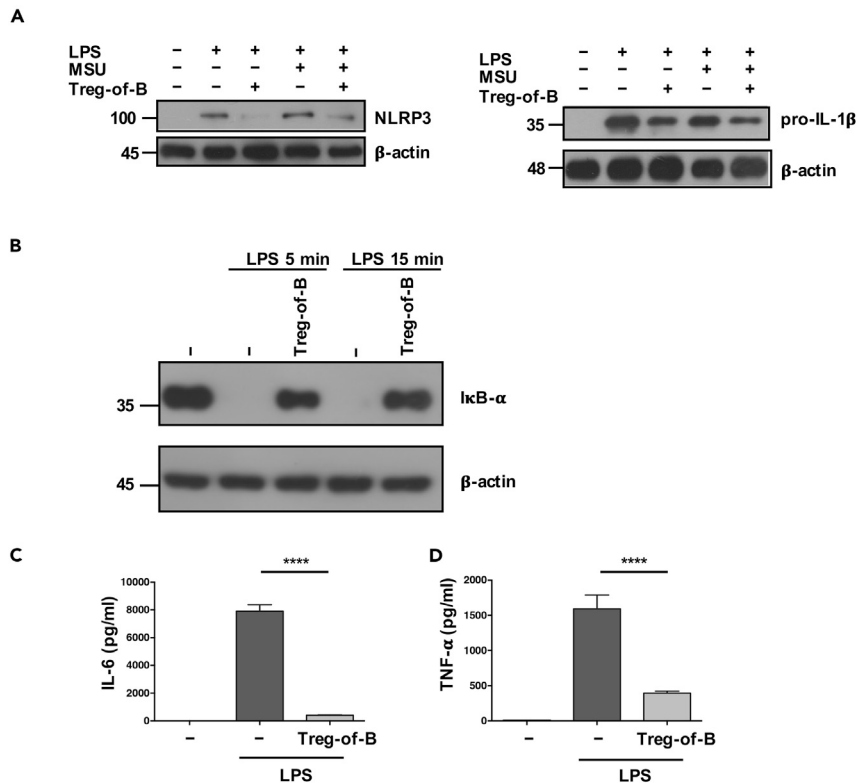 A
LPS – + + + +
MSU – – – + +
Treg-of-B – – + – +
100 NLRP3
45 β-actin
LPS – + + + +
MSU – – – + +
Treg-of-B – – + – +
35 pro-IL-1β
48 β-actin
B
LPS 5 min LPS 15 min
– – Treg-of-B – Treg-of-B
35 IκB-α
45 β-actin
C
****
IL-6 (pg/ml)
10000
8000
6000
4000
2000
0
– – Treg-of-B
LPS
D
****
TNF-α (pg/ml)
2000
1500
1000
500
0
– – Treg-of-B
LPS